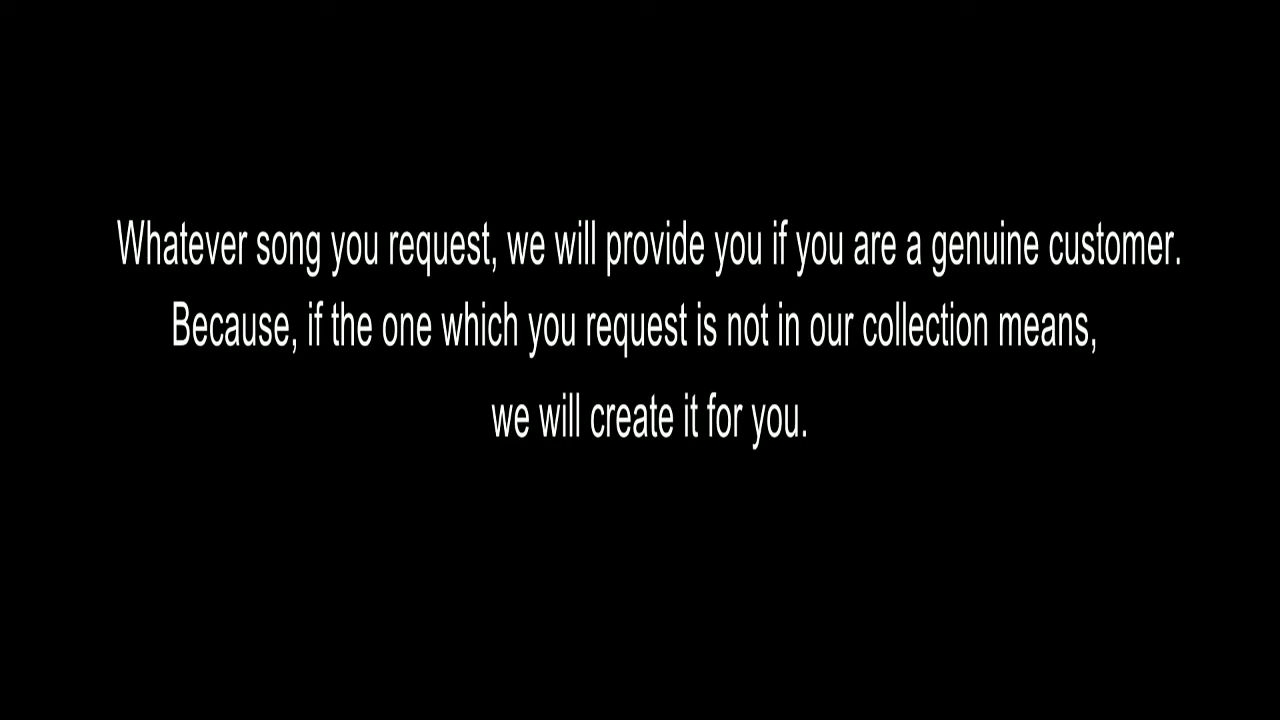 Whatever song you request, we will provide you if you are a genuine customer.
Because, if the one which you request is not in our collection means,
we will create it for you.